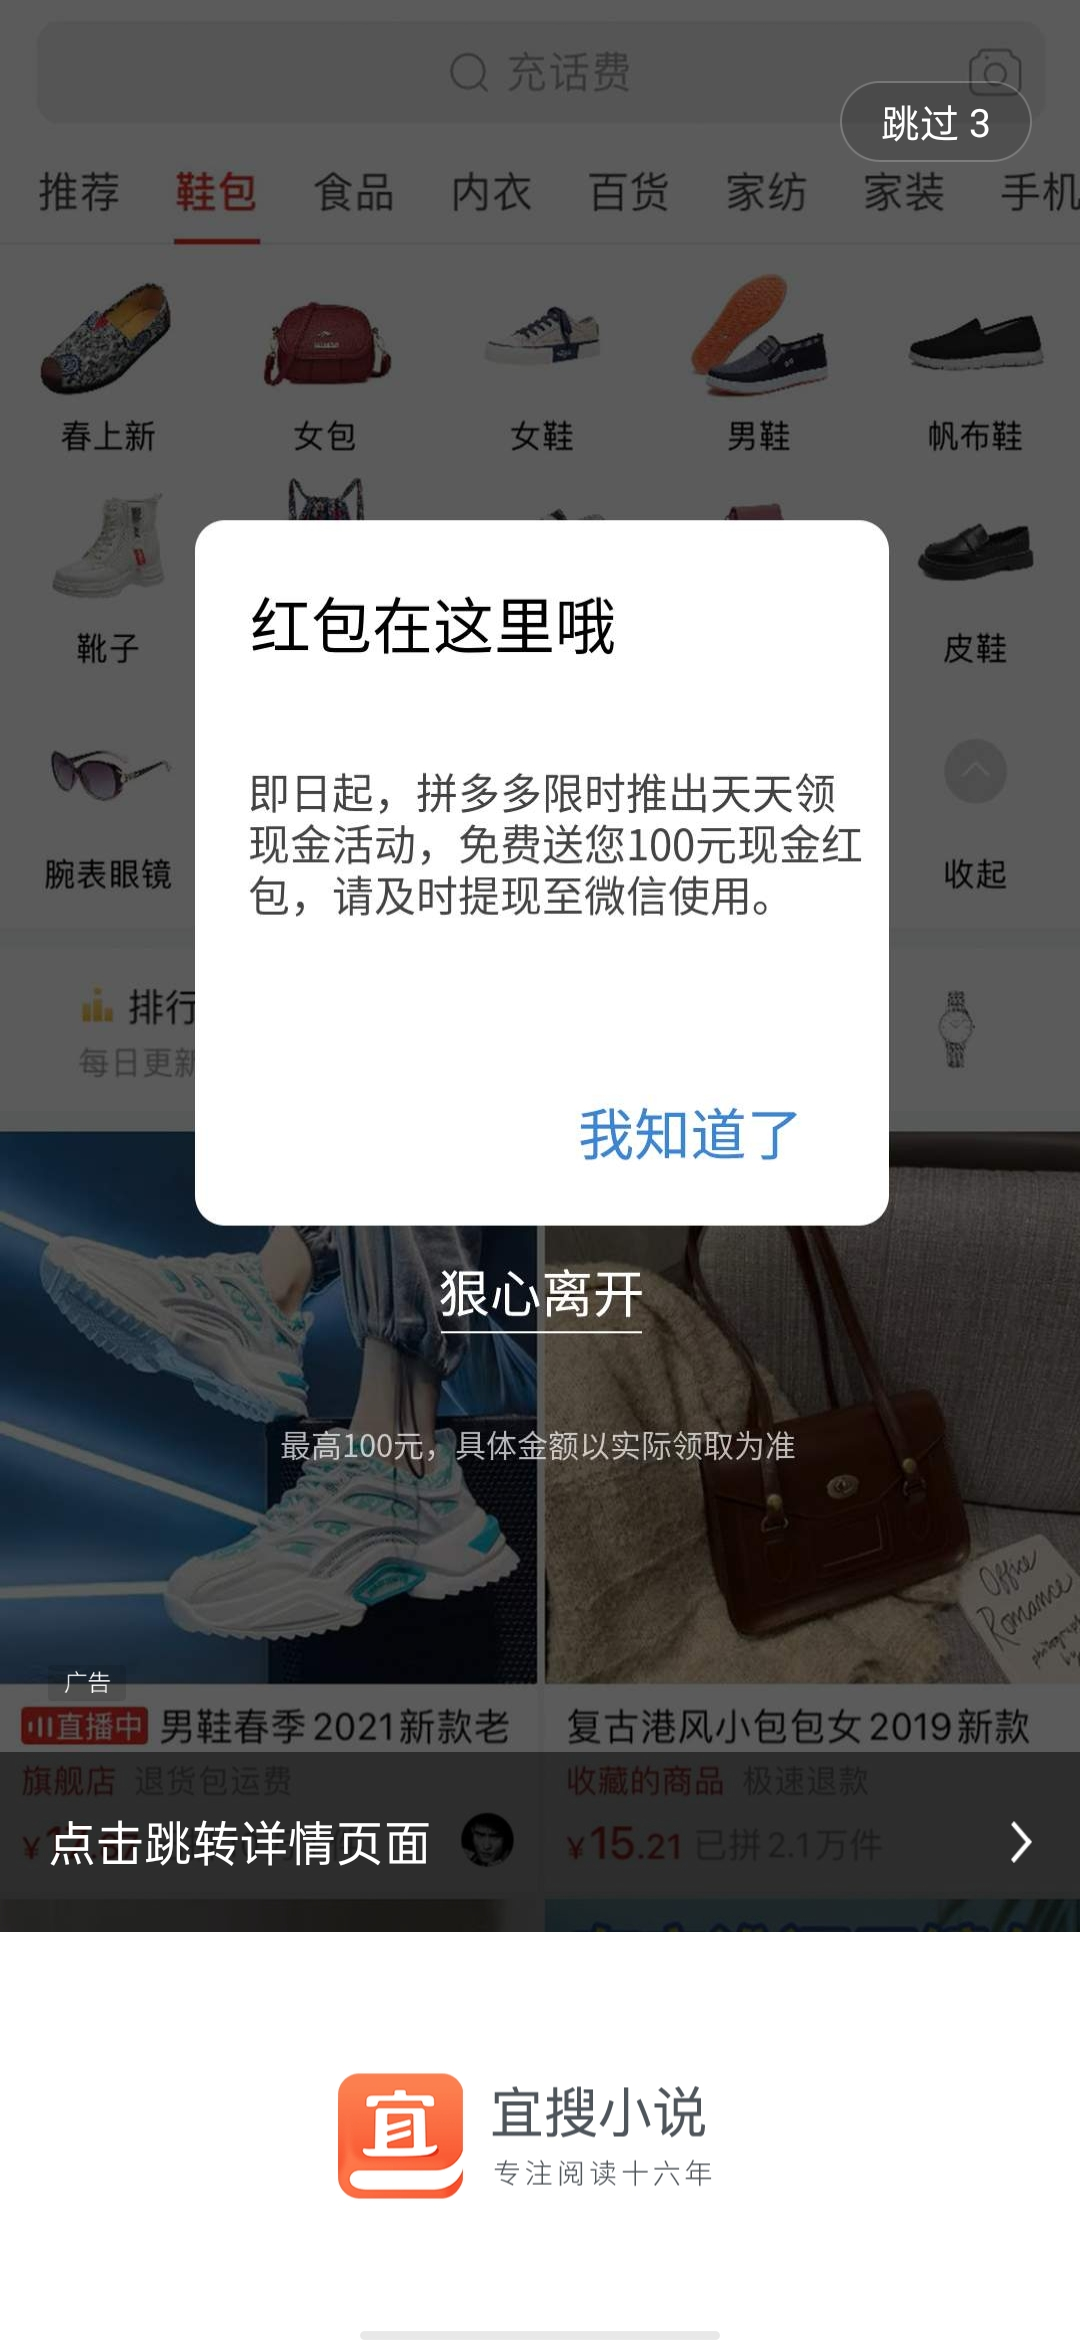 充话费
跳过 3
推荐 鞋包 食品 内衣 百货 家纺 家装 手机
春上新 女包 女鞋 男鞋 帆布鞋
靴子 皮鞋
红包在这里哦
即日起，拼多多限时推出天天领
现金活动，免费送您100元现金红
包，请及时提现至微信使用。
我知道了
腕表眼镜 收起
排行
每日更新
狠心离开
最高100元，具体金额以实际领取为准
Office
Romance
广告
直播中 男鞋春季2021新款老
复古港风小包包女2019新款
旗舰店 退货包运费
收藏的商品 极速退款
点击跳转详情页面
¥15.21 已拼2.1万件
宜
宜搜小说
专注阅读十六年